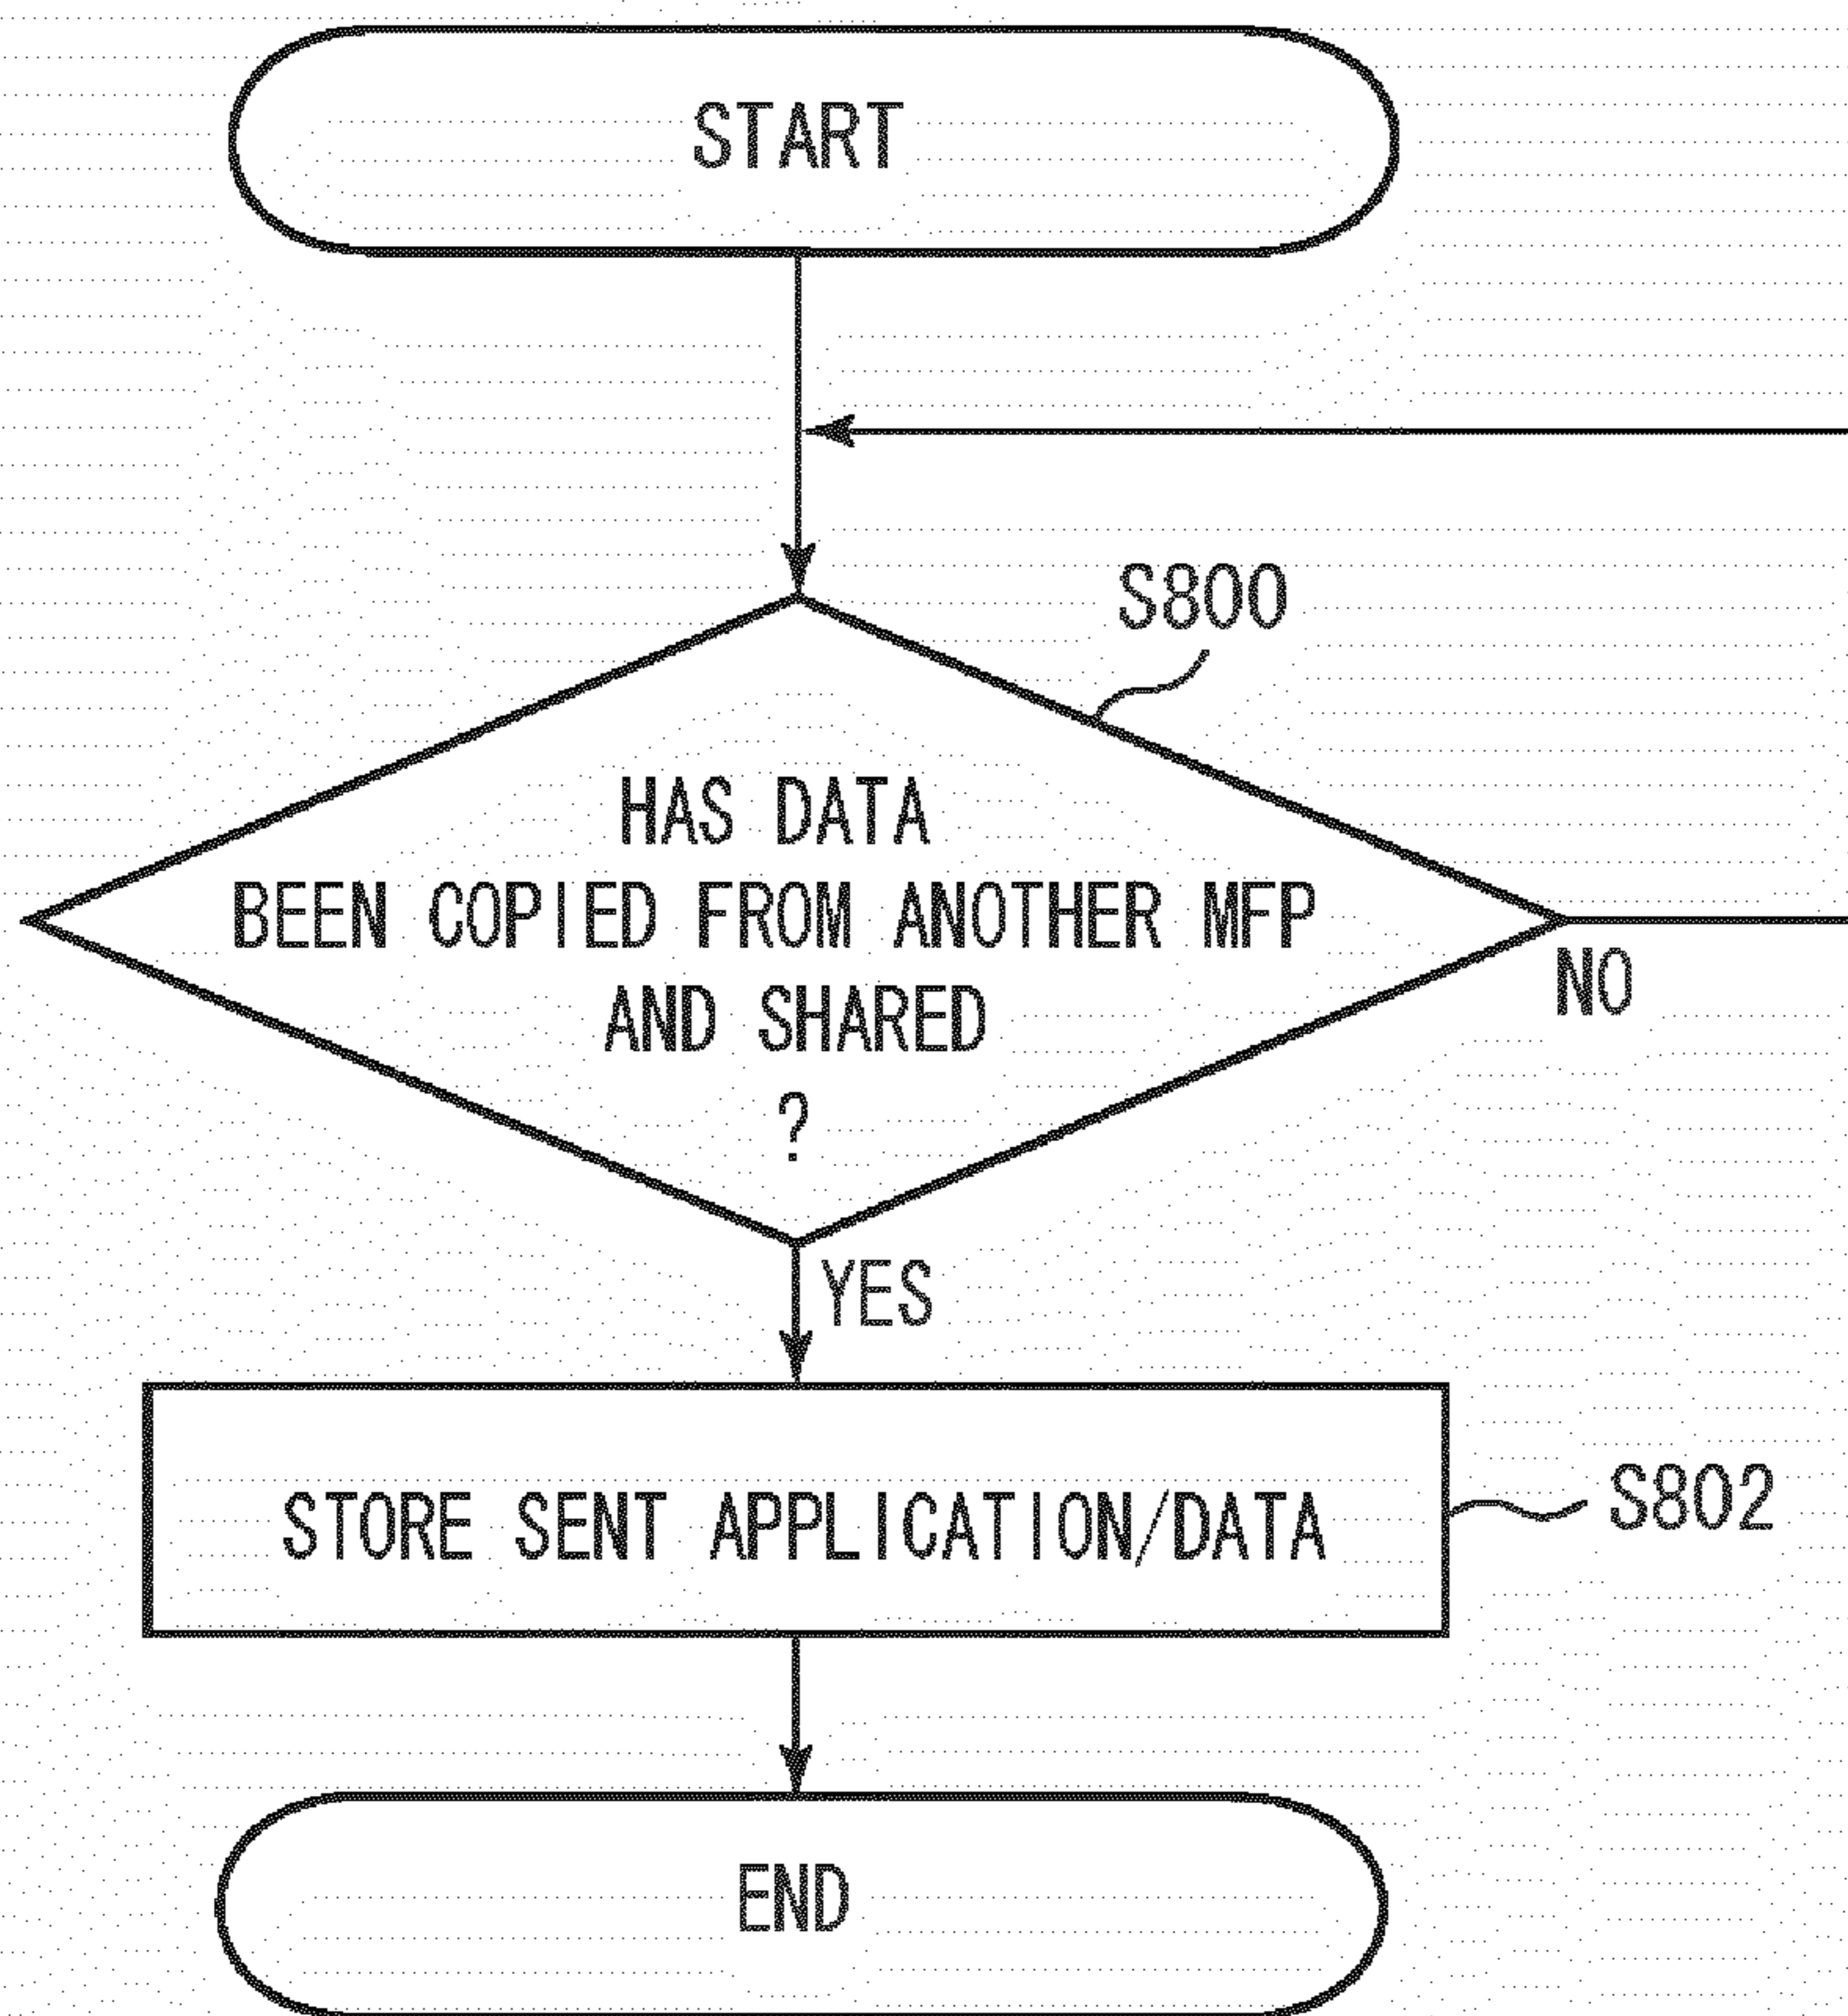 START
S800
HAS DATA
BEEN COPIED FROM ANOTHER MFP
AND SHARED
?
NO
YES
STORE SENT APPLICATION/DATA
S802
END